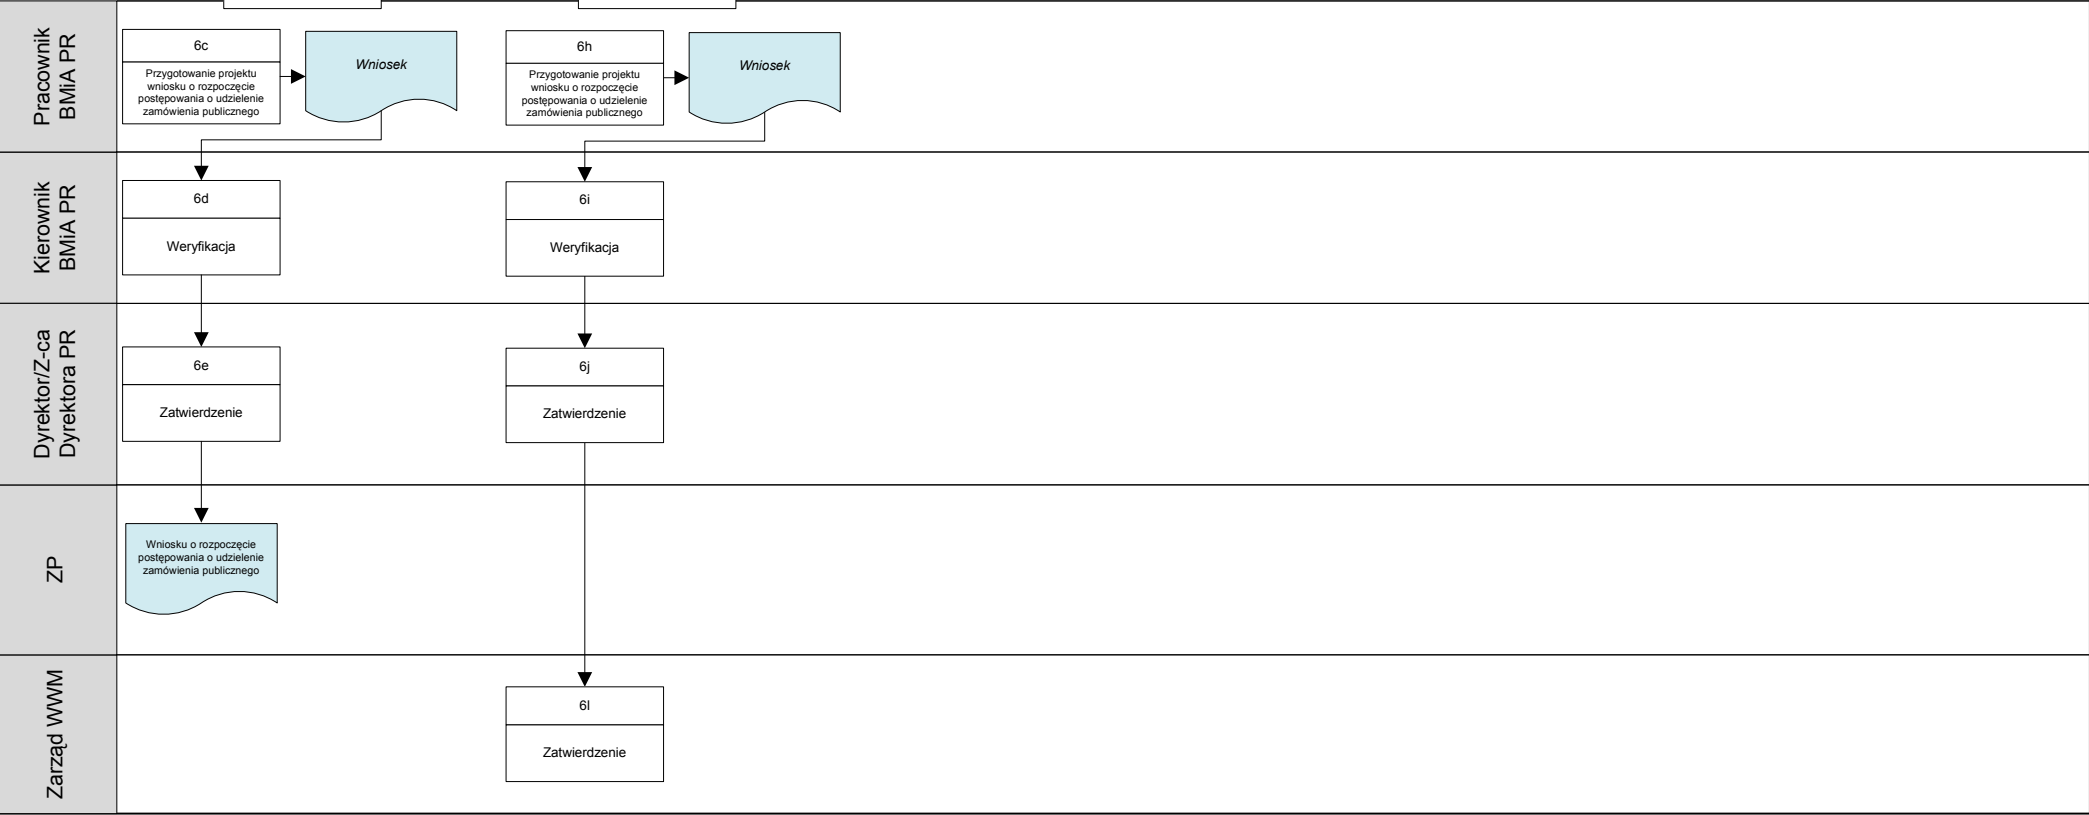 Pracownik
BMiA PR
6c
Przygotowanie projektu
wniosku o rozpoczęcie
postępowania o udzielenie
zamówienia publicznego
Wniosek
6h
Przygotowanie projektu
wniosku o rozpoczęcie
postępowania o udzielenie
zamówienia publicznego
Wniosek
Kierownik
BMiA PR
6d
Weryfikacja
6i
Weryfikacja
Dyrektor/Z-ca
Dyrektora PR
6e
Zatwierdzenie
6j
Zatwierdzenie
ZP
Wniosku o rozpoczęcie
postępowania o udzielenie
zamówienia publicznego
Zarząd WWM
6l
Zatwierdzenie